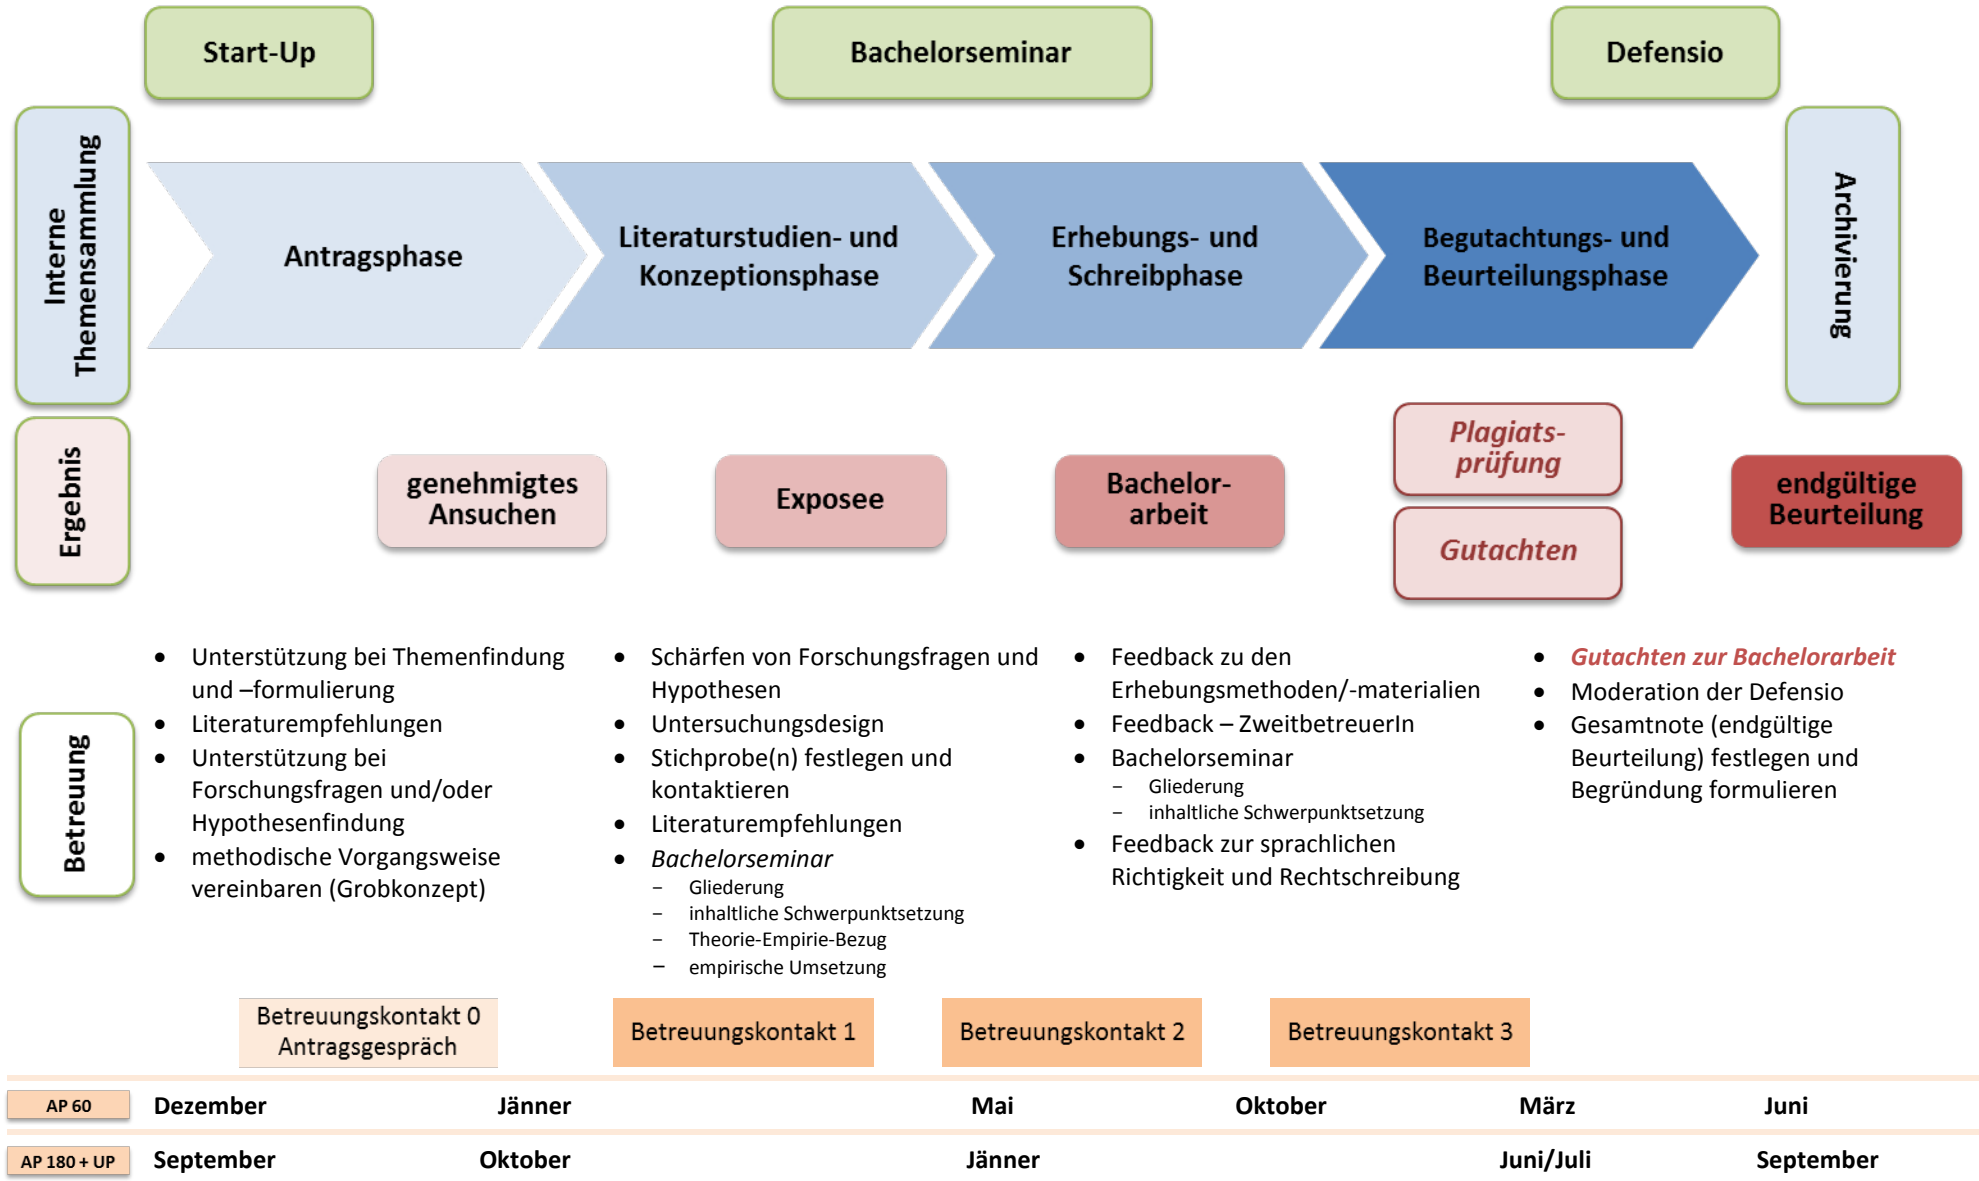 Start-Up
Bachelorseminar
Defensio
Interne
Themensammlung
Antragsphase
Literaturstudien- und
Konzeptionsphase
Erhebungs- und
Schreibphase
Begutachtungs- und
Beurteilungsphase
Archivierung
Ergebnis
genehmigtes
Ansuchen
Exposee
Bachelor-
arbeit
Plagiats-
prüfung
Gutachten
endgültige
Beurteilung
Betreuung
• Unterstützung bei Themenfindung
und –formulierung
• Literaturempfehlungen
• Unterstützung bei
Forschungsfragen und/oder
Hypothesenfindung
• methodische Vorgangsweise
vereinbaren (Grobkonzept)
• Schärfen von Forschungsfragen und
Hypothesen
• Untersuchungsdesign
• Stichprobe(n) festlegen und
kontaktieren
• Literaturempfehlungen
• Bachelorseminar
– Gliederung
– inhaltliche Schwerpunktsetzung
– Theorie-Empirie-Bezug
– empirische Umsetzung
• Feedback zu den
Erhebungsmethoden/-materialien
• Feedback – ZweitbetreuerIn
• Bachelorseminar
– Gliederung
– inhaltliche Schwerpunktsetzung
• Feedback zur sprachlichen
Richtigkeit und Rechtschreibung
• Gutachten zur Bachelorarbeit
• Moderation der Defensio
• Gesamtnote (endgültige
Beurteilung) festlegen und
Begründung formulieren
Betreuungskontakt 0
Antragsgespräch
Betreuungskontakt 1
Betreuungskontakt 2
Betreuungskontakt 3
AP 60 Dezember Jänner Mai Oktober März Juni
AP 180 + UP September Oktober Jänner Juni/Juli September